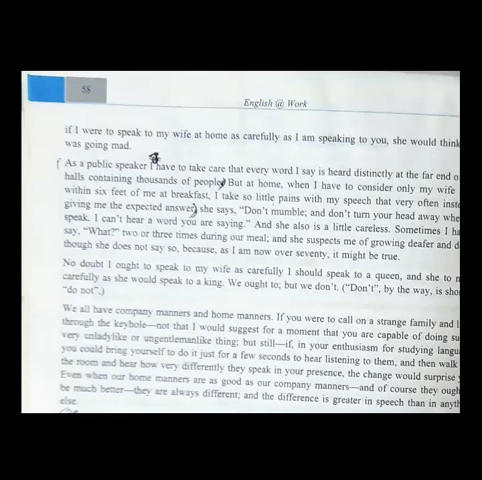 58
English @ Work
if I were to speak to my wife at home as carefully as I am speaking to you, she would think
was going mad.
As a public speaker I have to take care that every word I say is heard distinctly at the far end o
halls containing thousands of people. But at home, when I have to consider only my wife
within six feet of me at breakfast, I take so little pains with my speech that very often inste
giving me the expected answer, she says, "Don't mumble; and don't turn your head away whe
speak. I can't hear a word you are saying." And she also is a little careless. Sometimes I ha
say, "What?" two or three times during our meal; and she suspects me of growing deafer and d
though she does not say so, because, as I am now over seventy, it might be true.
No doubt I ought to speak to my wife as carefully I should speak to a queen, and she to m
carefully as she would speak to a king. We ought to; but we don't. ("Don't", by the way, is sho
"do not".)
We all have company manners and home manners. If you were to call on a strange family and l
through the keyhole—not that I would suggest for a moment that you are capable of doing su
very unladylike or ungentlemanlike thing; but still—if, in your enthusiasm for studying langu
you could bring yourself to do it just for a few seconds to hear listening to them, and then walk
the room and hear how very differently they speak in your presence, the change would surprise y
Even when our home manners are as good as our company manners—and of course they ough
be much better—they are always different; and the difference is greater in speech than in anyth
else.